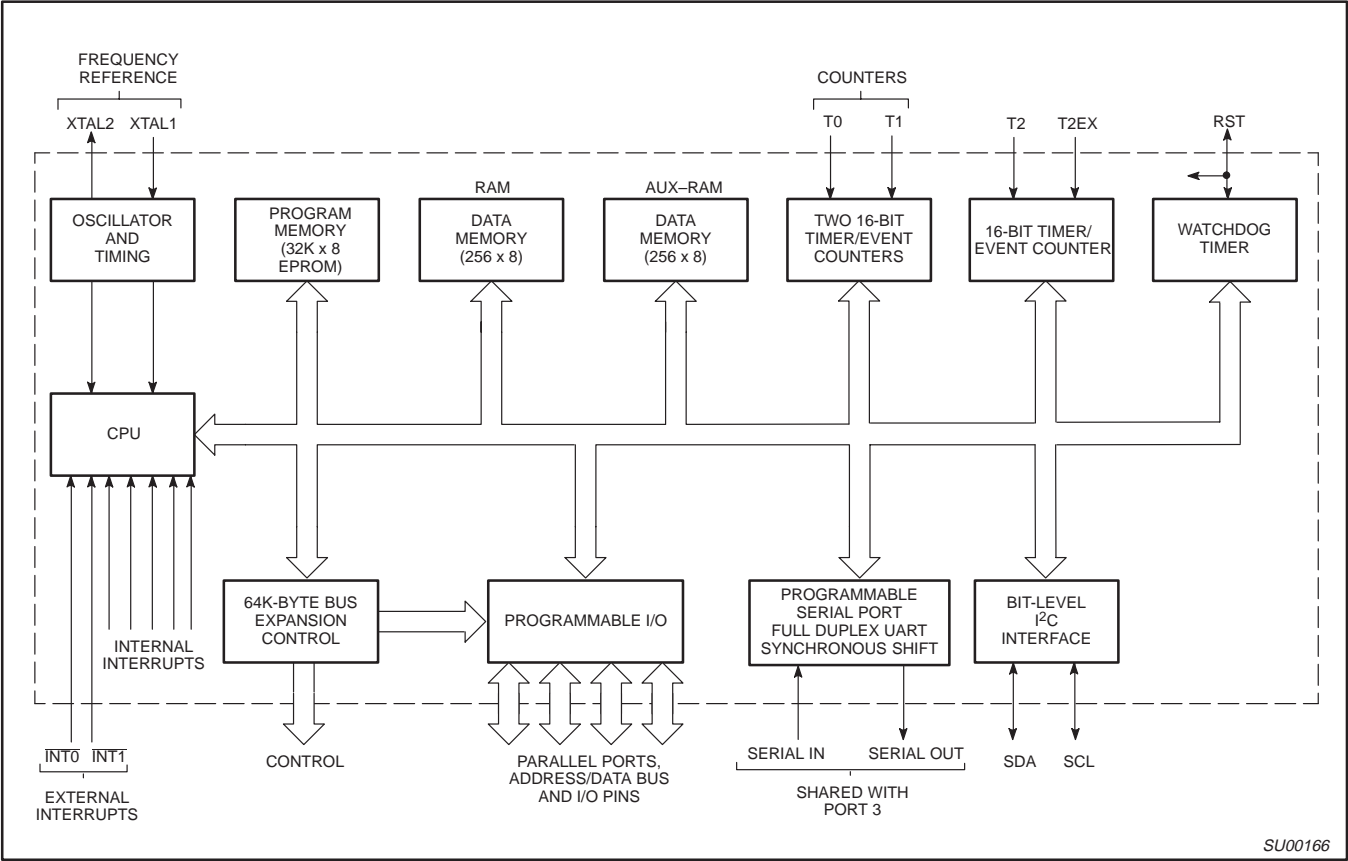 FREQUENCY
REFERENCE
COUNTERS
XTAL2 XTAL1
T0 T1
T2 T2EX
RST
OSCILLATOR
AND
TIMING
PROGRAM
MEMORY
(32K x 8
EPROM)
RAM
DATA
MEMORY
(256 x 8)
AUX–RAM
DATA
MEMORY
(256 x 8)
TWO 16-BIT
TIMER/EVENT
COUNTERS
16-BIT TIMER/
EVENT COUNTER
WATCHDOG
TIMER
CPU
64K-BYTE BUS
EXPANSION
CONTROL
PROGRAMMABLE I/O
PROGRAMMABLE
SERIAL PORT
FULL DUPLEX UART
SYNCHRONOUS SHIFT
BIT-LEVEL
I²C
INTERFACE
INTERNAL
INTERRUPTS
I̅N̅T̅0̅ I̅N̅T̅1̅
EXTERNAL
INTERRUPTS
CONTROL
PARALLEL PORTS,
ADDRESS/DATA BUS
AND I/O PINS
SERIAL IN SERIAL OUT
SHARED WITH
PORT 3
SDA SCL
SU00166